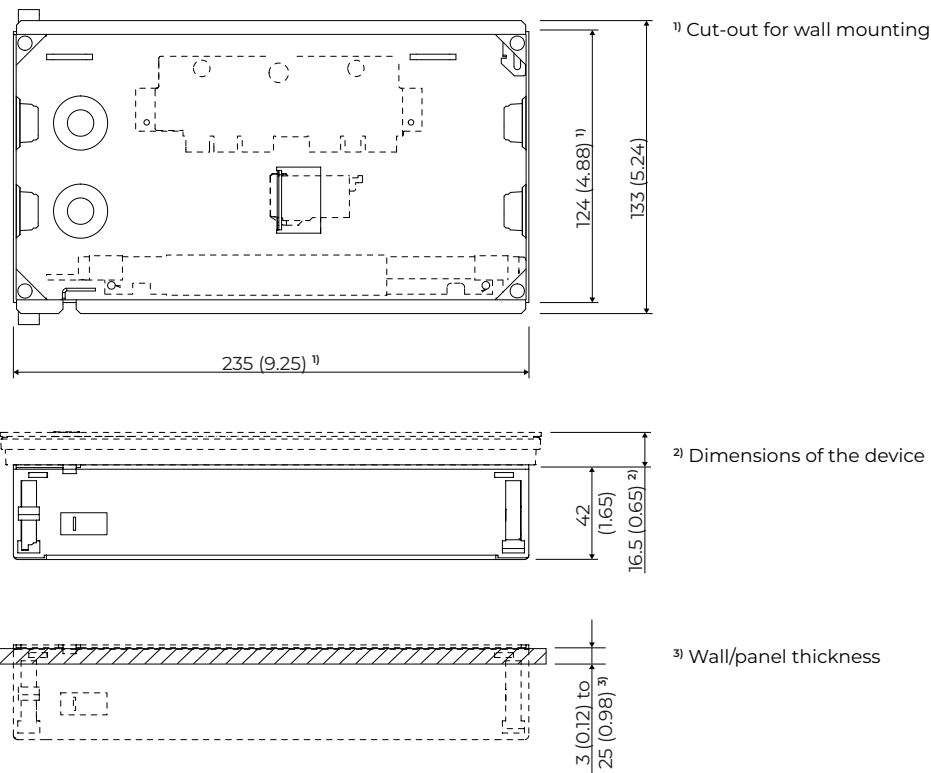 ¹⁾ Cut-out for wall mounting
124 (4.88) ¹⁾
133 (5.24)
235 (9.25) ¹⁾
²⁾ Dimensions of the device
42
(1.65)
16.5 (0.65) ²⁾
³⁾ Wall/panel thickness
3 (0.12) to
25 (0.98) ³⁾